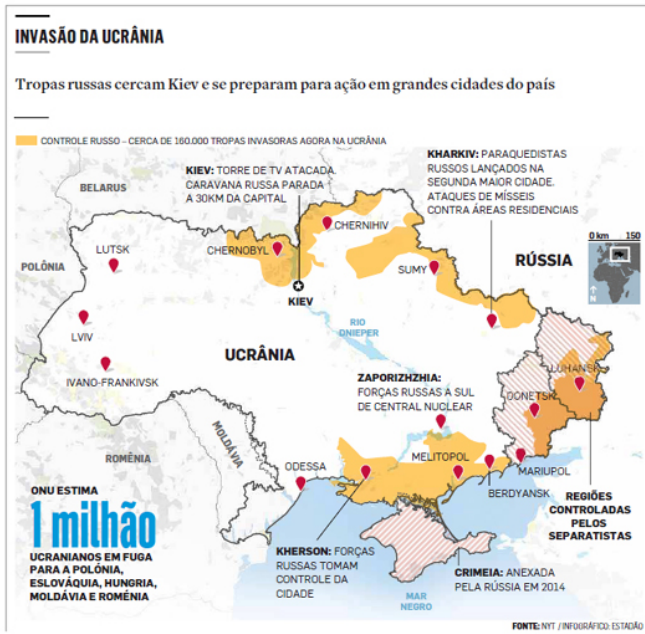 INVASÃO DA UCRÂNIA
Tropas russas cercam Kiev e se preparam para ação em grandes cidades do país
CONTROLE RUSSO – CERCA DE 160.000 TROPAS INVASORAS AGORA NA UCRÂNIA
KIEV: TORRE DE TV ATACADA.
CARAVANA RUSSA PARADA
A 30KM DA CAPITAL
KHARKIV: PARAQUEDISTAS
RUSSOS LANÇADOS NA
SEGUNDA MAIOR CIDADE.
ATAQUES DE MÍSSEIS
CONTRA ÁREAS RESIDENCIAIS
BELARUS
CHERNIHIV
CHERNOBYL
LUTSK
POLÔNIA
SUMY
RÚSSIA
0 km 150
N
KIEV
LVIV
RIO
DNIEPER
UCRÂNIA
IVANO-FRANKIVSK
ZAPORIZHZHIA:
FORÇAS RUSSAS A SUL
DE CENTRAL NUCLEAR
LUHANSK
DONETSK
MOLDÁVIA
ROMÉNIA
ODESSA
MELITOPOL
MARIUPOL
BERDYANSK
REGIÕES
CONTROLADAS
PELOS
SEPARATISTAS
ONU ESTIMA
1 milhão
UCRANIANOS EM FUGA
PARA A POLÓNIA,
ESLOVÁQUIA, HUNGRIA,
MOLDÁVIA E ROMÉNIA
KHERSON: FORÇAS
RUSSAS TOMAM
CONTROLE DA
CIDADE
CRIMEIA: ANEXADA
PELA RÚSSIA EM 2014
MAR
NEGRO
FONTE: NYT / INFOGRÁFICO: ESTADÃO